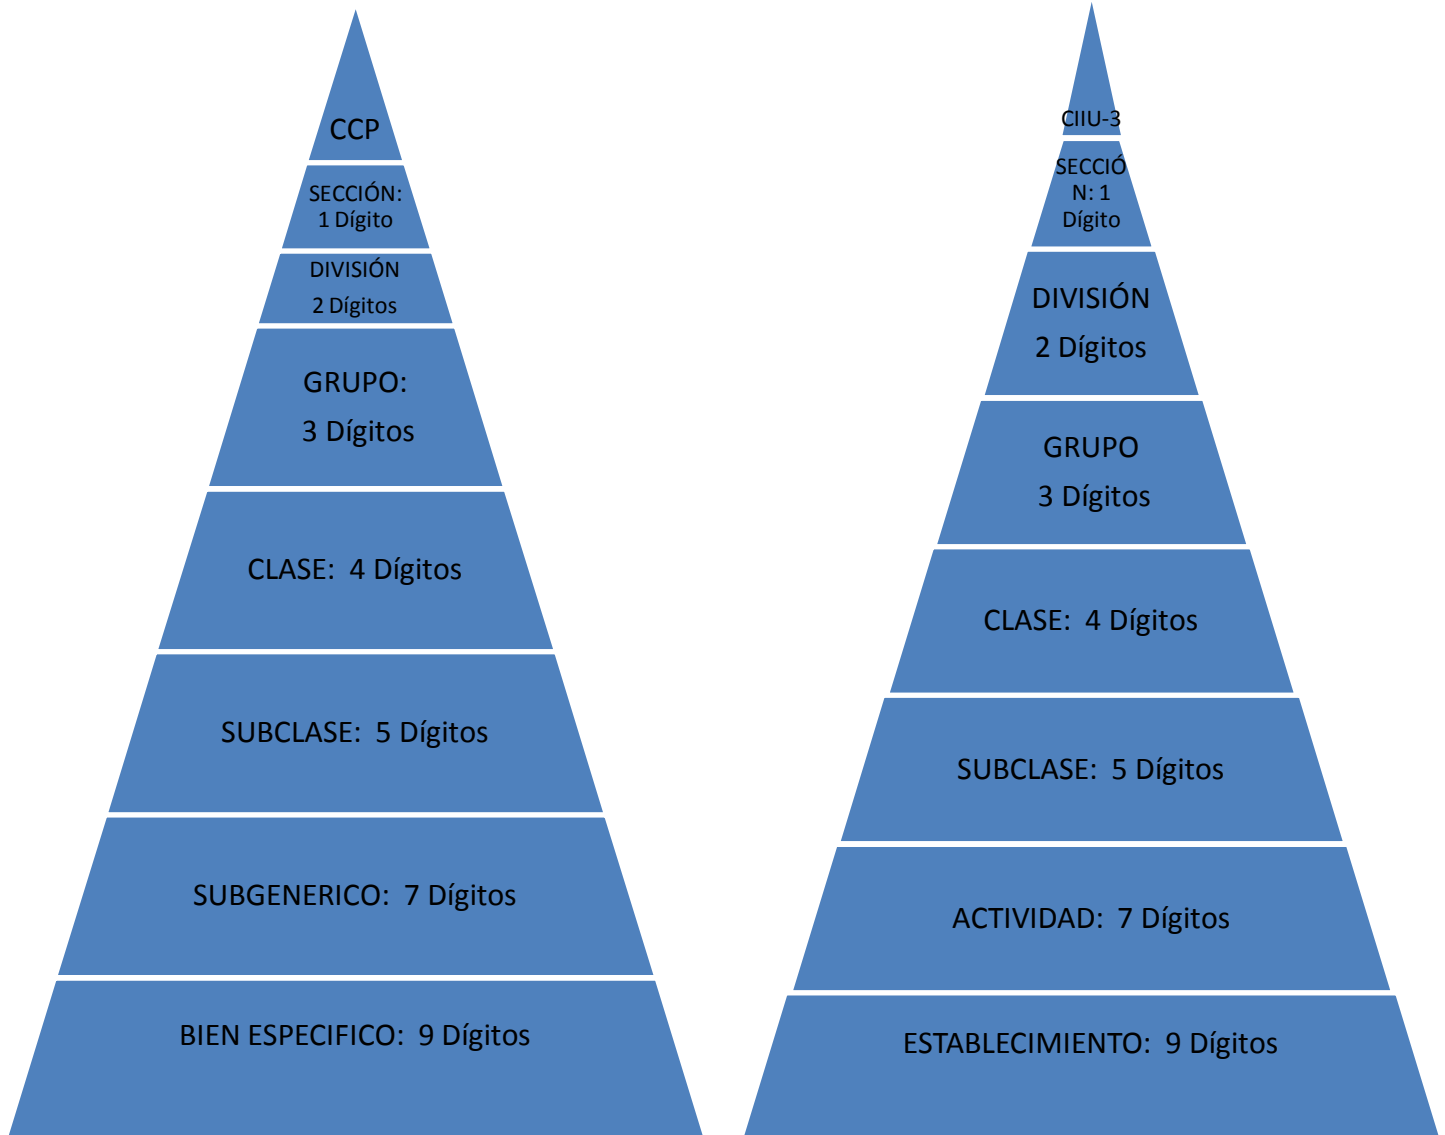 CCP
SECCIÓN:
1 Dígito
DIVISIÓN
2 Dígitos
GRUPO:
3 Dígitos
CLASE: 4 Dígitos
SUBCLASE: 5 Dígitos
SUBGENERICO: 7 Dígitos
BIEN ESPECIFICO: 9 Dígitos
CIIU-3
SECCIÓ
N: 1
Dígito
DIVISIÓN
2 Dígitos
GRUPO
3 Dígitos
CLASE: 4 Dígitos
SUBCLASE: 5 Dígitos
ACTIVIDAD: 7 Dígitos
ESTABLECIMIENTO: 9 Dígitos